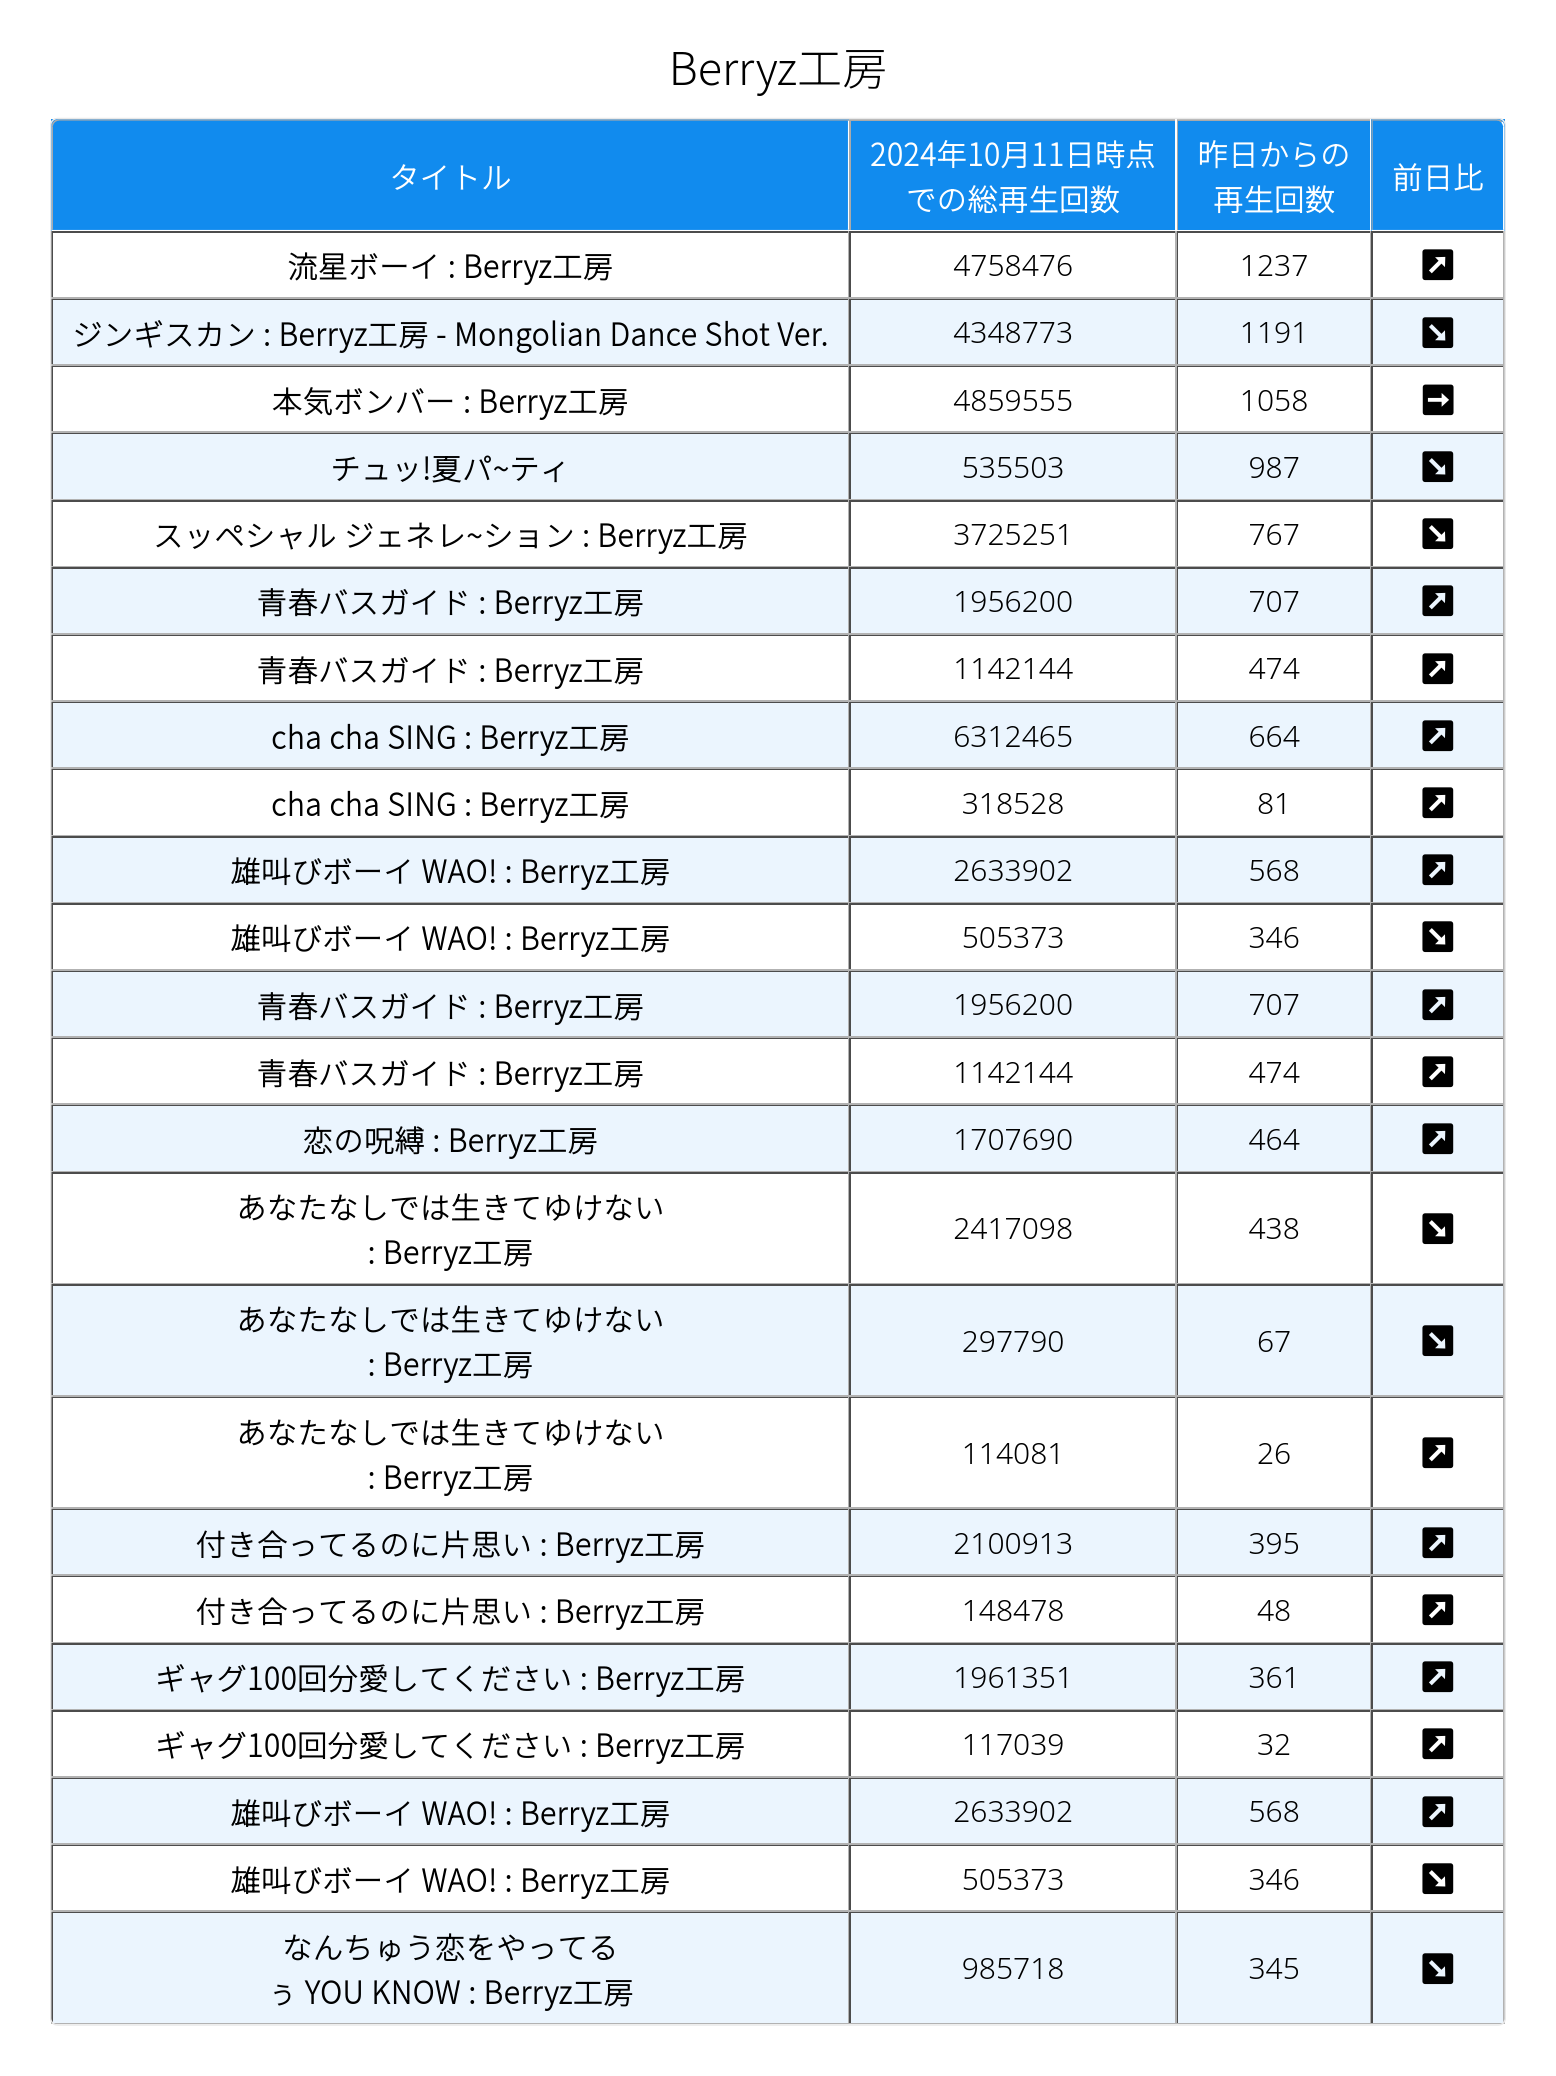 Berryz工房
タイトル
2024年10月11日時点
での総再生回数
昨日からの
再生回数
前日比
流星ボーイ : Berryz工房 4758476 1237
ジンギスカン : Berryz工房 - Mongolian Dance Shot Ver. 4348773 1191
本気ボンバー : Berryz工房 4859555 1058
チュッ!夏パ~ティ 535503 987
スッペシャル ジェネレ~ション : Berryz工房 3725251 767
青春バスガイド : Berryz工房 1956200 707
青春バスガイド : Berryz工房 1142144 474
cha cha SING : Berryz工房 6312465 664
cha cha SING : Berryz工房 318528 81
雄叫びボーイ WAO! : Berryz工房 2633902 568
雄叫びボーイ WAO! : Berryz工房 505373 346
青春バスガイド : Berryz工房 1956200 707
青春バスガイド : Berryz工房 1142144 474
恋の呪縛 : Berryz工房 1707690 464
あなたなしでは生きてゆけない
: Berryz工房 2417098 438
あなたなしでは生きてゆけない
: Berryz工房 297790 67
あなたなしでは生きてゆけない
: Berryz工房 114081 26
付き合ってるのに片思い : Berryz工房 2100913 395
付き合ってるのに片思い : Berryz工房 148478 48
ギャグ100回分愛してください : Berryz工房 1961351 361
ギャグ100回分愛してください : Berryz工房 117039 32
雄叫びボーイ WAO! : Berryz工房 2633902 568
雄叫びボーイ WAO! : Berryz工房 505373 346
なんちゅう恋をやってる
ぅ YOU KNOW : Berryz工房 985718 345